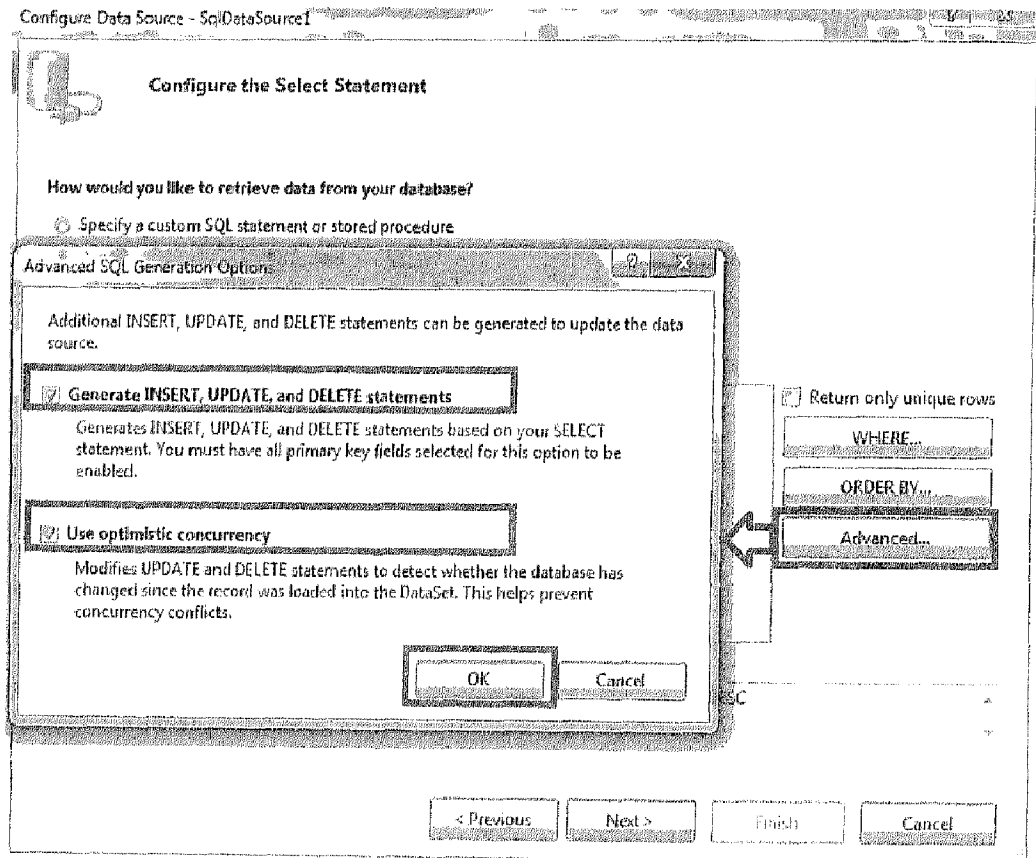 Configure Data Source - SqlDataSource1
Configure the Select Statement
How would you like to retrieve data from your database?
Specify a custom SQL statement or stored procedure
Advanced SQL Generation Options
Additional INSERT, UPDATE, and DELETE statements can be generated to update the data
source.
Generate INSERT, UPDATE, and DELETE statements
Generates INSERT, UPDATE, and DELETE statements based on your SELECT
statement. You must have all primary key fields selected for this option to be
enabled.
Use optimistic concurrency
Modifies UPDATE and DELETE statements to detect whether the database has
changed since the record was loaded into the DataSet. This helps prevent
concurrency conflicts.
OK
Cancel
Return only unique rows
WHERE...
ORDER BY...
Advanced...
< Previous
Next >
Finish
Cancel